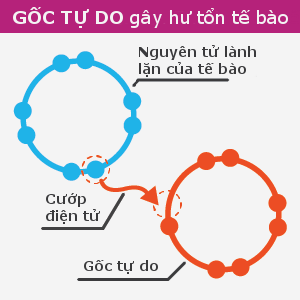 GỐC TỰ DO gây hư tổn tế bào
Nguyên tử lành
lặn của tế bào
Cướp
điện tử
Gốc tự do